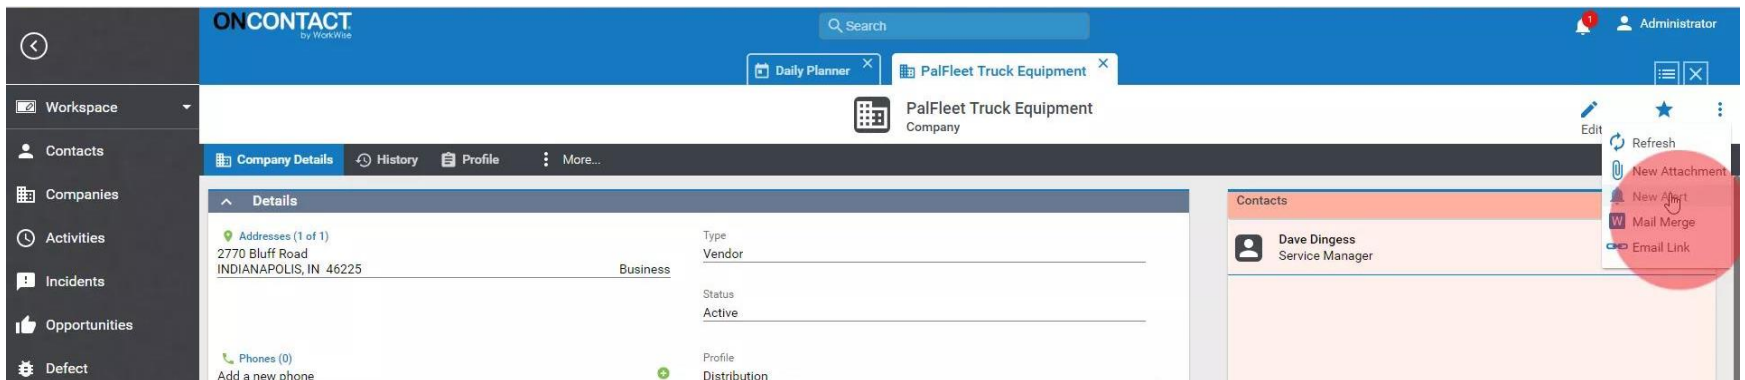 ONCONTACT
by WorkWise
Search
1
Administrator
Daily Planner
PalFleet Truck Equipment
Workspace
PalFleet Truck Equipment
Company
Edit
Refresh
New Attachment
New Alert
Mail Merge
Email Link
Contacts
Companies
Activities
Incidents
Opportunities
Defect
Company Details
History
Profile
More...
Details
Addresses (1 of 1)
2770 Bluff Road
INDIANAPOLIS, IN 46225
Business
Type
Vendor
Status
Active
Phones (0)
Add a new phone
Profile
Distribution
Contacts
Dave Dingess
Service Manager